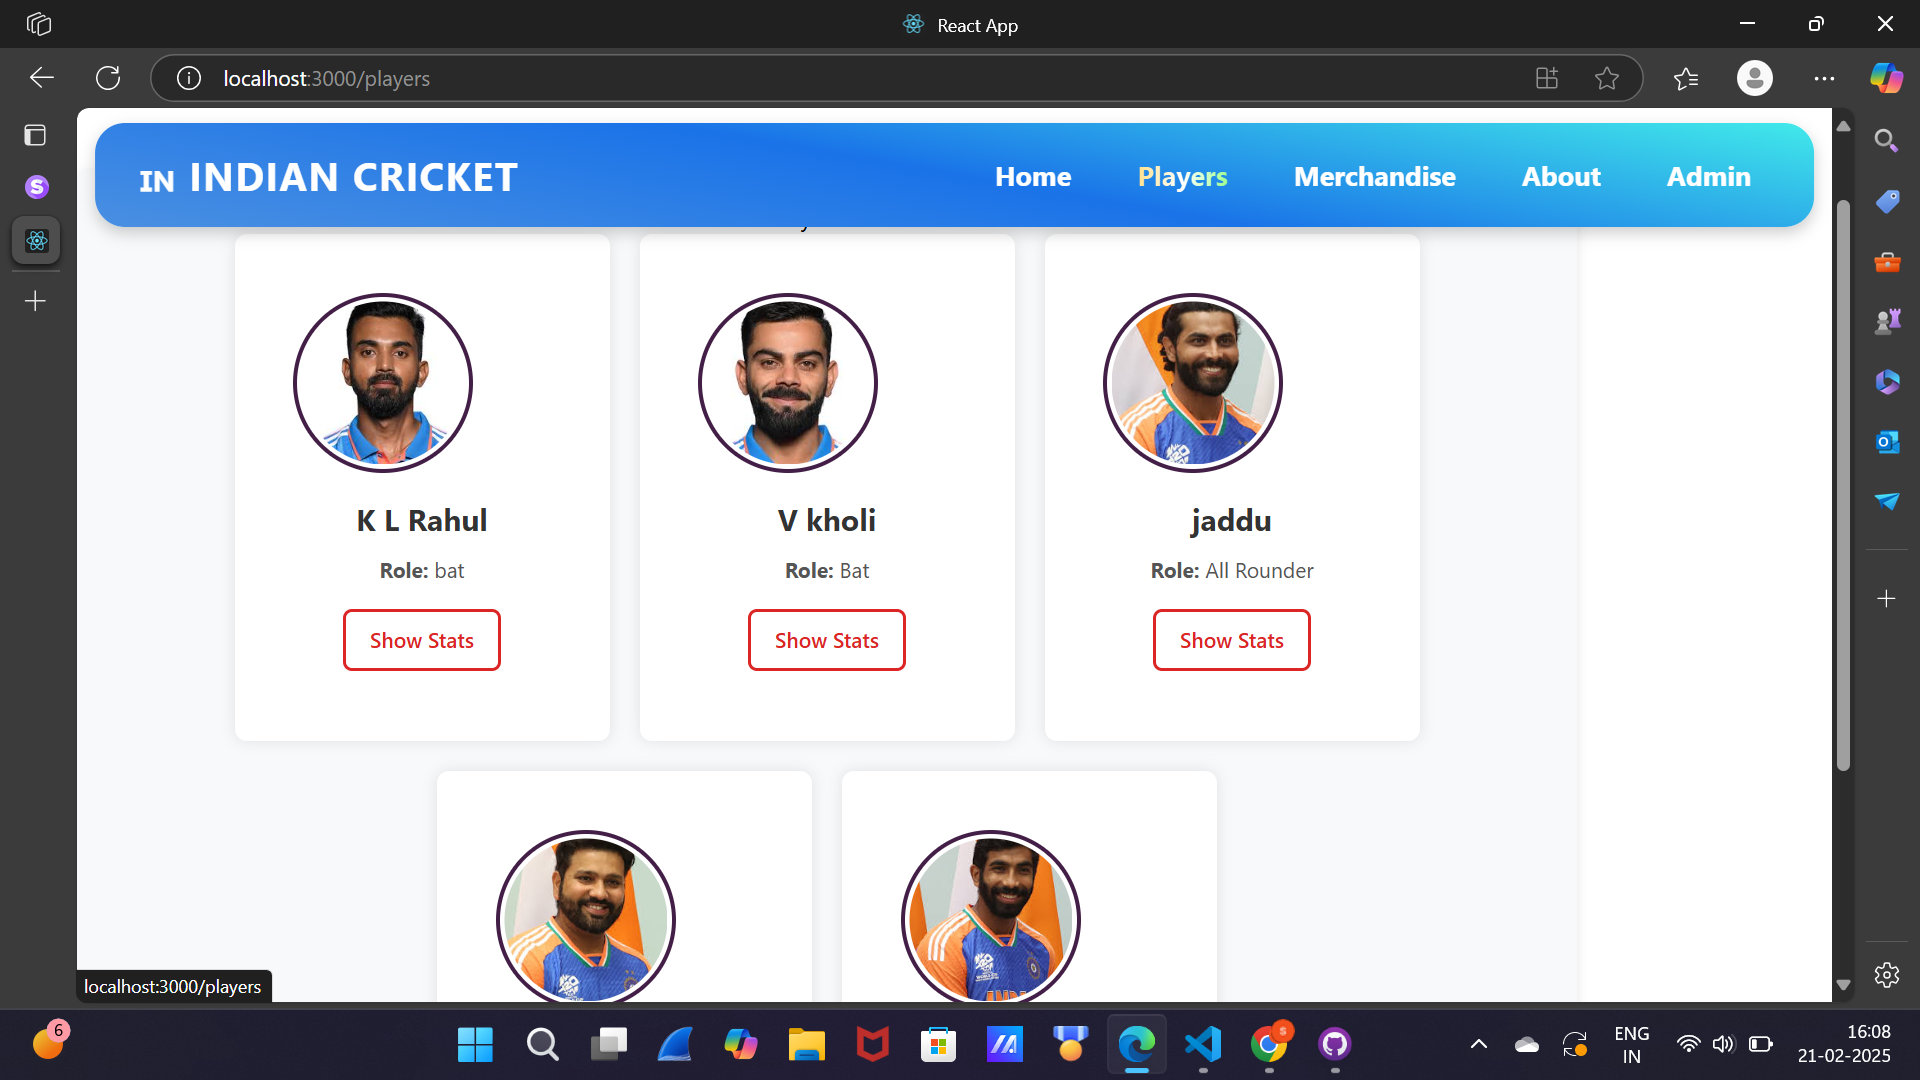 React App
localhost:3000/players
IN INDIAN CRICKET
Home
Players
Merchandise
About
Admin
K L Rahul
V kholi
jaddu
Role: bat
Role: Bat
Role: All Rounder
Show Stats
Show Stats
Show Stats
localhost:3000/players
6
ENG
IN
16:08
21-02-2025